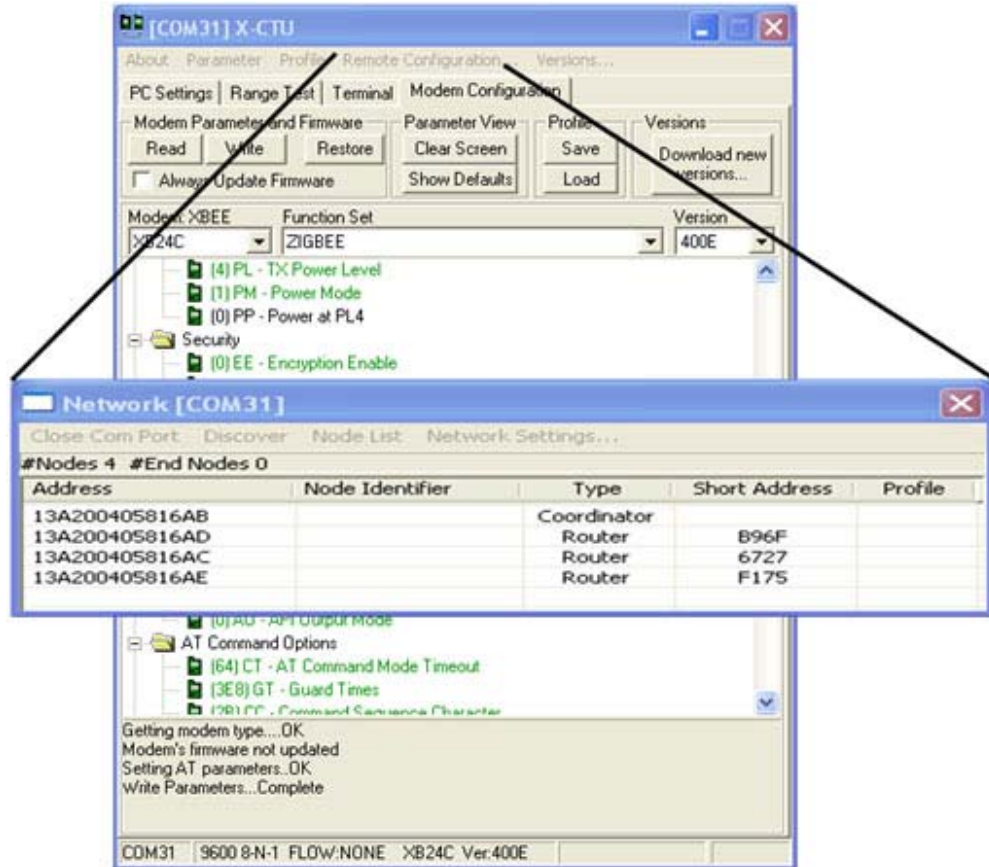 [COM31] X-CTU
About Parameter Profile Remote Configuration... Versions...
PC Settings Range Test Terminal Modem Configuration
Modem Parameter and Firmware Parameter View Profile Versions
Read Write Restore Clear Screen Save Download new versions...
Always Update Firmware Show Defaults Load
Modem: XBEE Function Set Version
XB24C ZIGBEE 400E
(4) PL - TX Power Level
(1) PM - Power Mode
(0) PP - Power at PL4
Security
(0) EE - Encryption Enable
Network [COM31]
Close Com Port Discover Node List Network Settings...
#Nodes 4 #End Nodes 0
Address Node Identifier Type Short Address Profile
13A200405816AB Coordinator
13A200405816AD Router B96F
13A200405816AC Router 6727
13A200405816AE Router F175
(0) AO - API Output Mode
AT Command Options
(64) CT - AT Command Mode Timeout
(3E8) GT - Guard Times
(2B) CC - Command Sequence Character
Getting modem type....OK
Modem's firmware not updated
Setting AT parameters..OK
Write Parameters...Complete
COM31 9600 8-N-1 FLOW:NONE XB24C Ver:400E